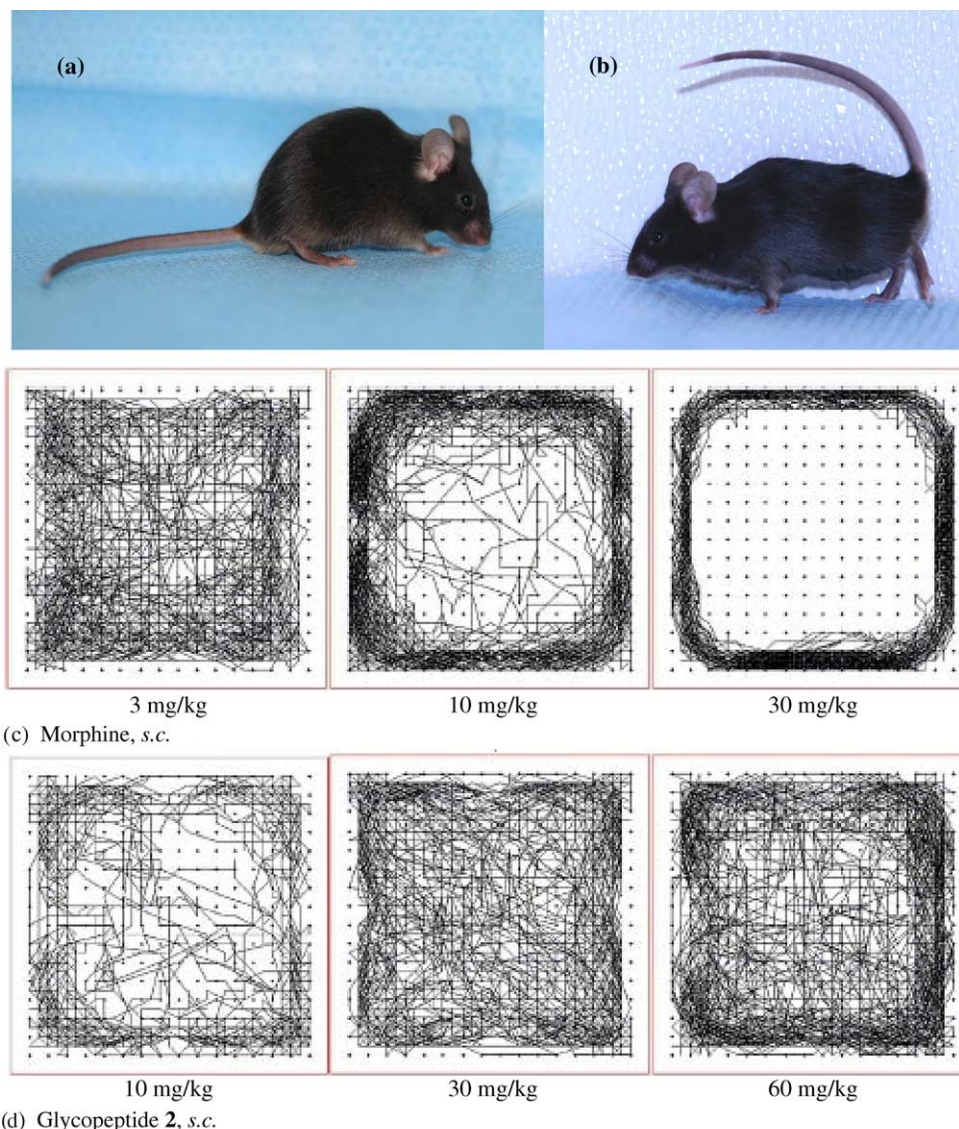 (a) (b)
3 mg/kg 10 mg/kg 30 mg/kg
(c) Morphine, s.c.
10 mg/kg 30 mg/kg 60 mg/kg
(d) Glycopeptide 2, s.c.